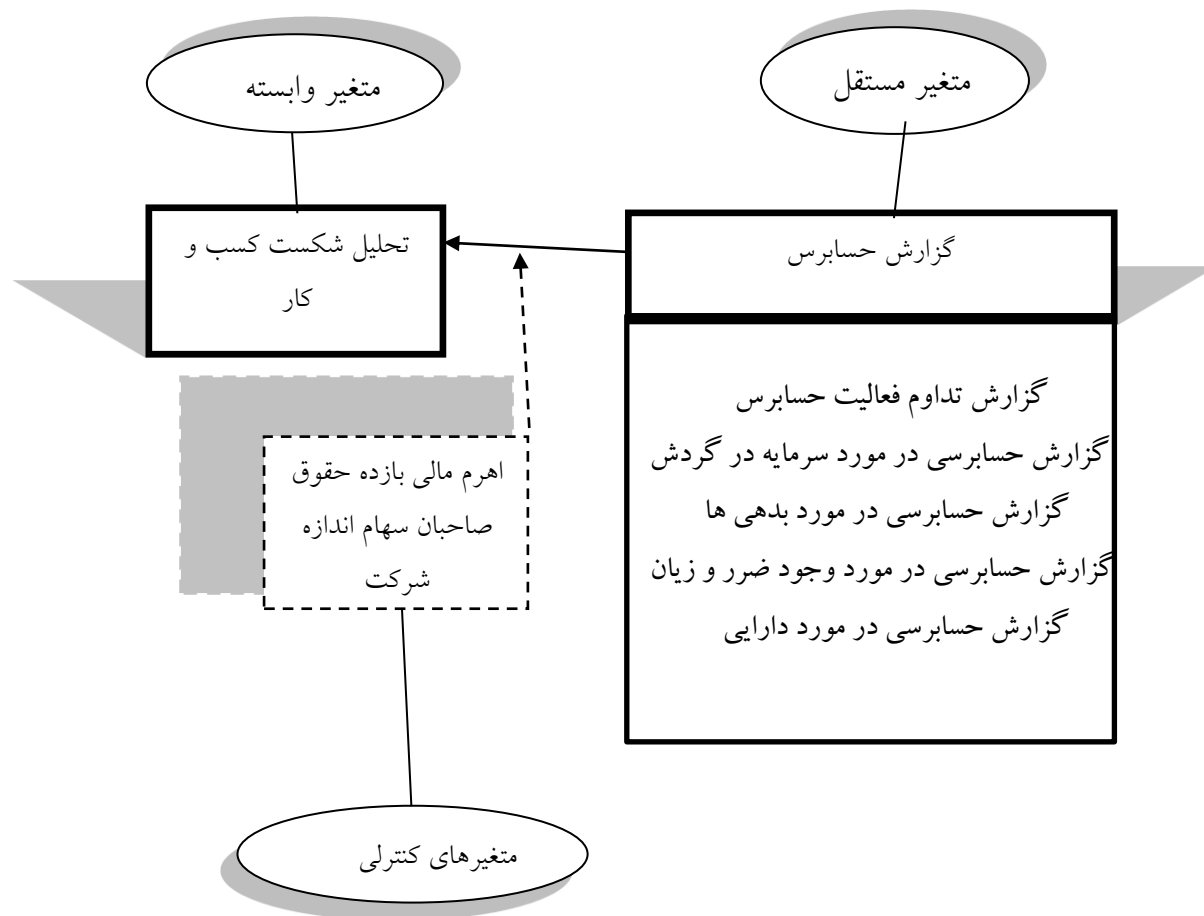 متغیر مستقل
متغیر وابسته
گزارش حسابرس
تحلیل شکست کسب و
کار
گزارش تداوم فعالیت حسابرس
گزارش حسابرسی در مورد سرمایه در گردش
گزارش حسابرسی در مورد بدهی ها
گزارش حسابرسی در مورد وجود ضرر و زیان
گزارش حسابرسی در مورد دارایی
اهرم مالی بازده حقوق
صاحبان سهام اندازه
شرکت
متغیرهای کنترلی